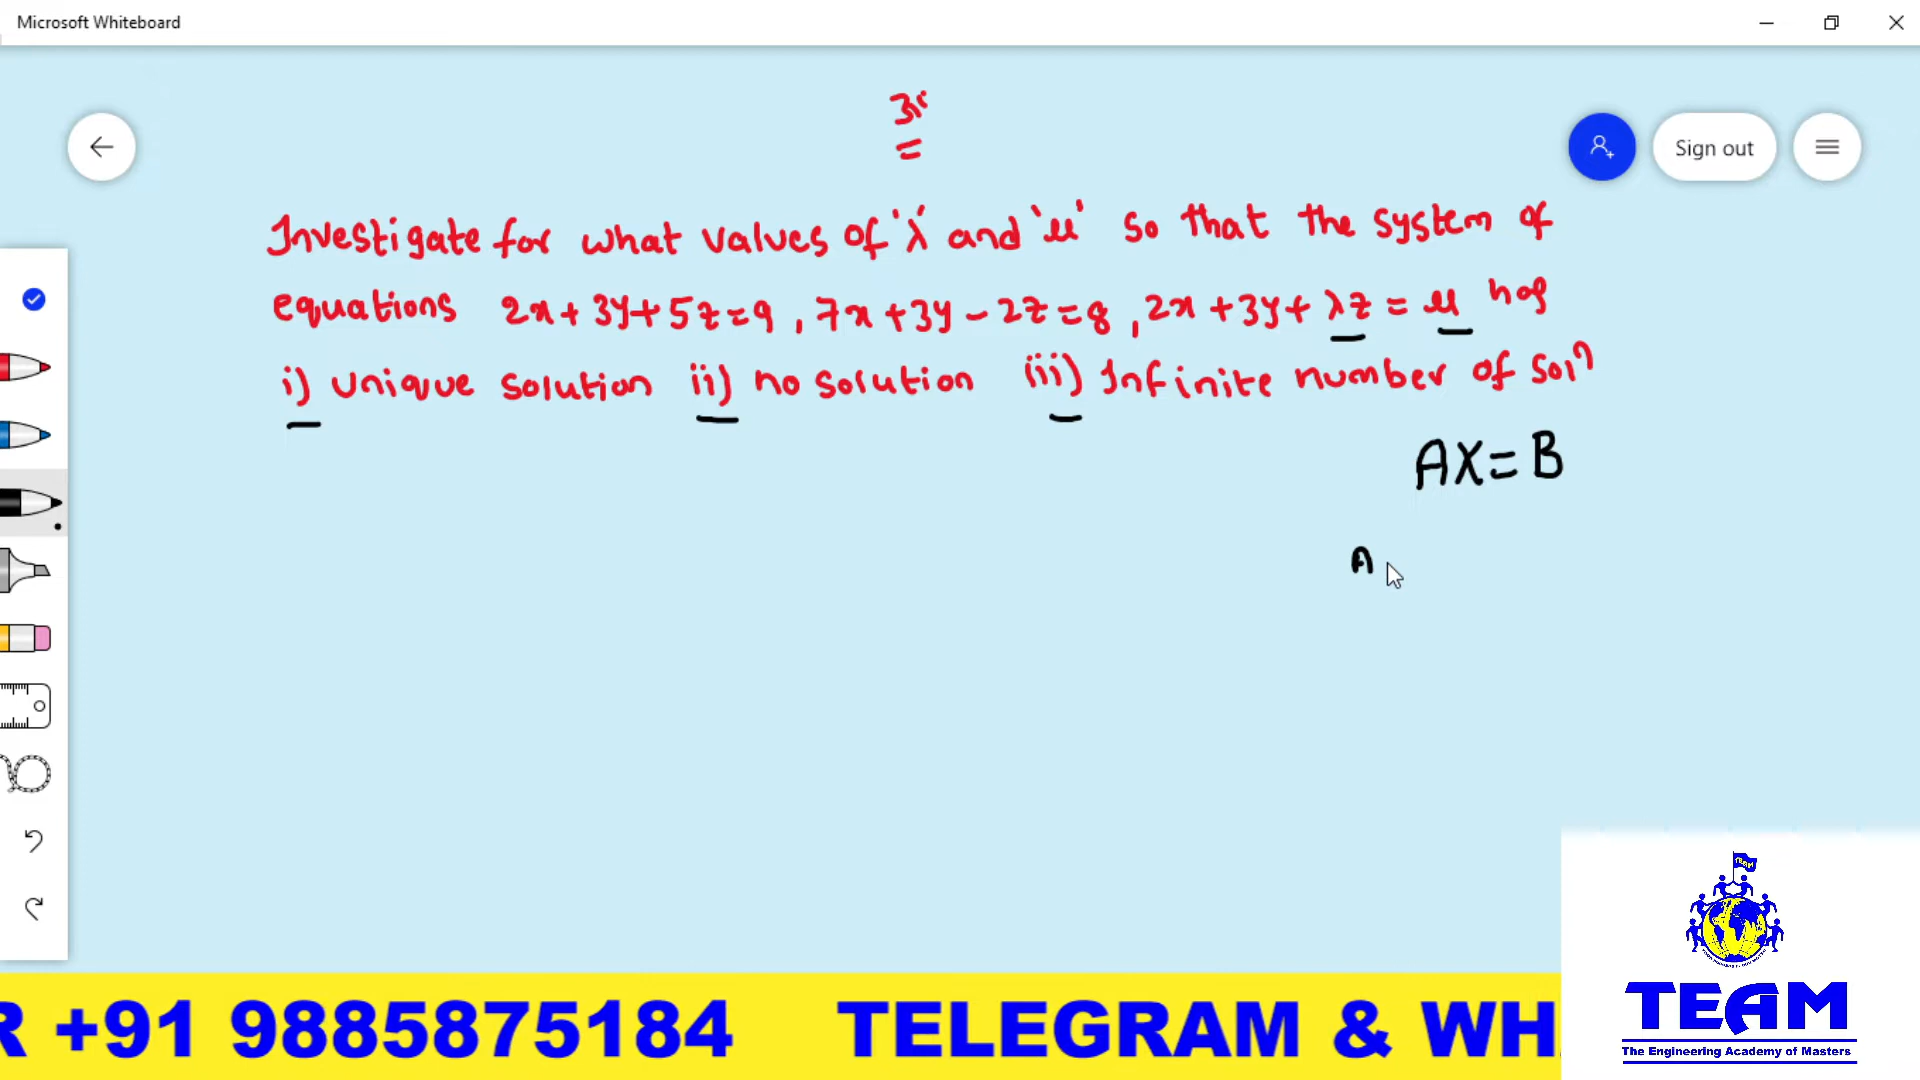 Microsoft Whiteboard
Sign out
Investigate for what values of 'λ' and 'μ' so that the system of
equations 2x + 3y + 5z = 9, 7x + 3y - 2z = 8, 2x + 3y + λz = μ has
i) unique solution ii) no solution (iii) Infinite number of solⁿ
AX = B
A
R +91 9885875184 TELEGRAM & WH
TEAM
The Engineering Academy of Masters